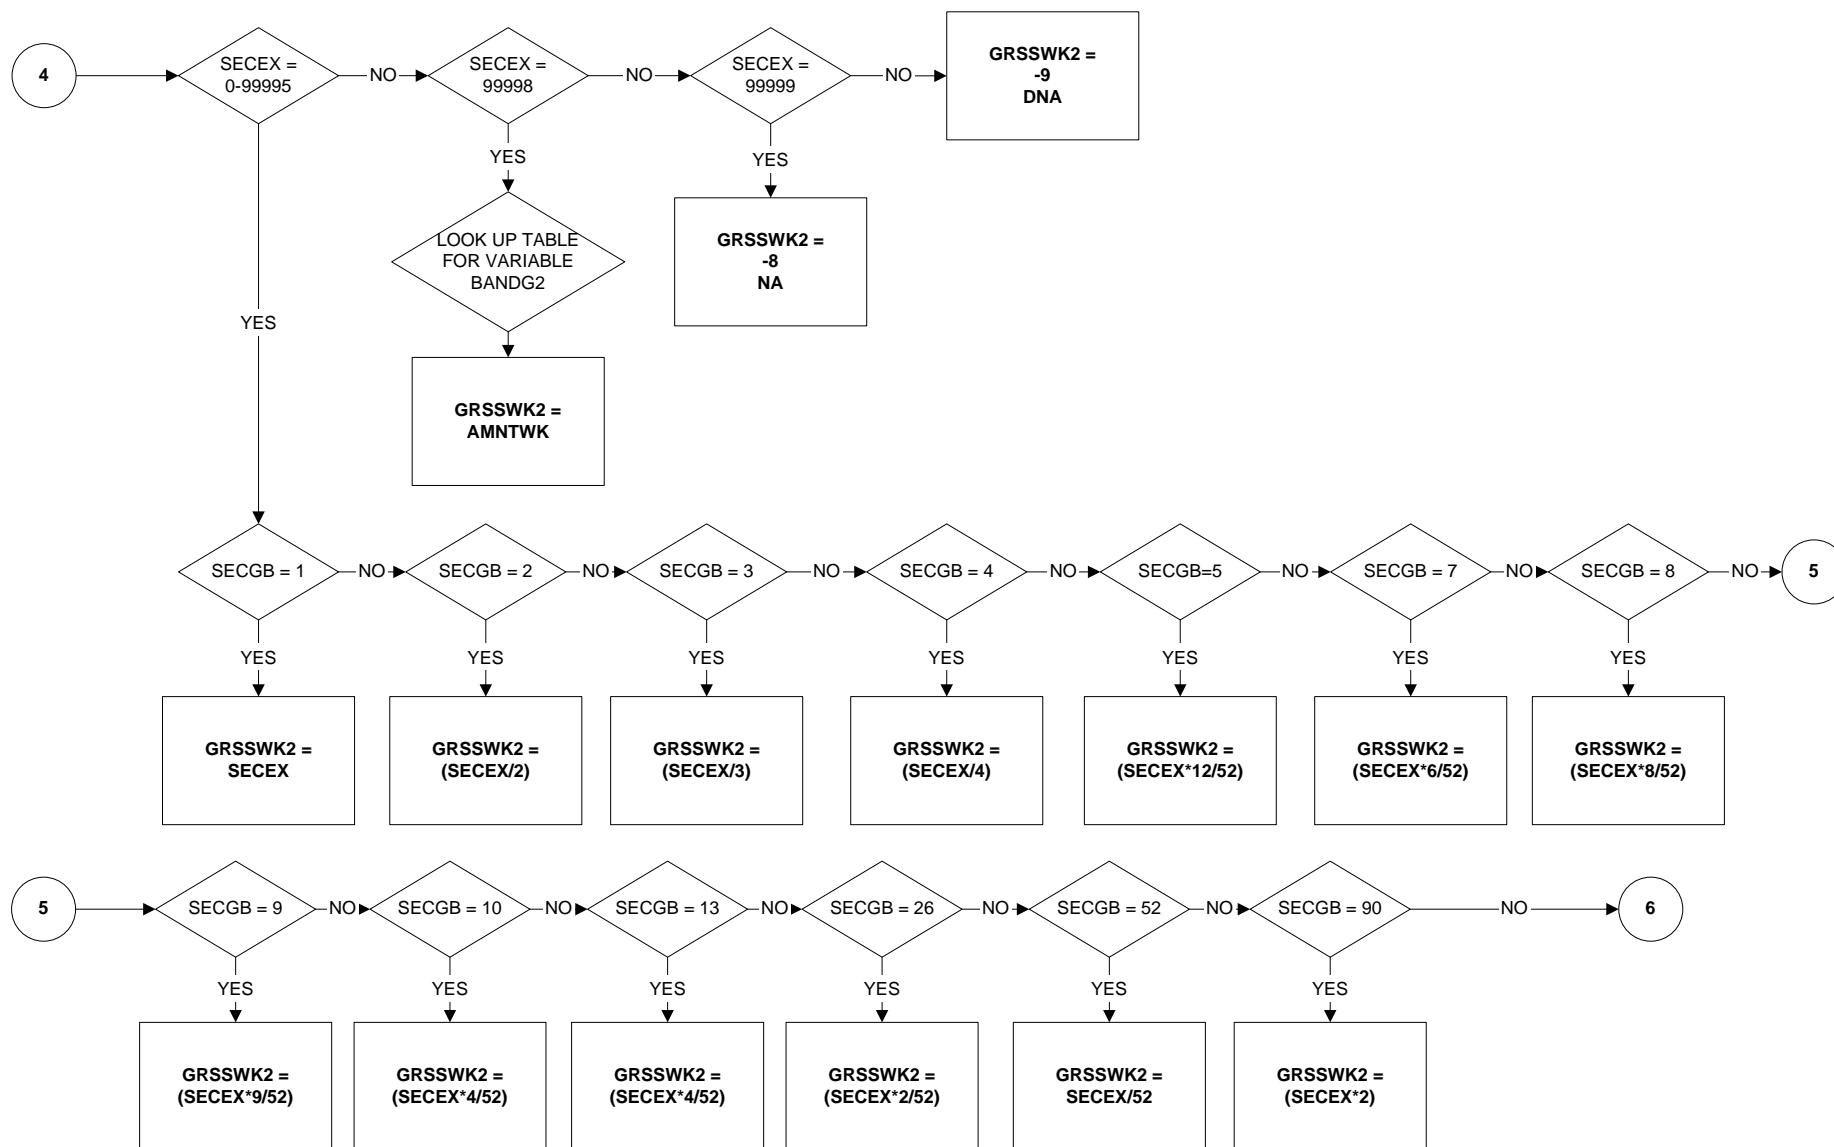 4
SECEX =
0-99995
NO
SECEX =
99998
NO
SECEX =
99999
NO
GRSSWK2 =
-9
DNA
YES
YES
YES
LOOK UP TABLE
FOR VARIABLE
BANDG2
GRSSWK2 =
-8
NA
GRSSWK2 =
AMNTWK
SECGB = 1
NO
SECGB = 2
NO
SECGB = 3
NO
SECGB = 4
NO
SECGB=5
NO
SECGB = 7
NO
SECGB = 8
NO
5
YES
YES
YES
YES
YES
YES
YES
GRSSWK2 =
SECEX
GRSSWK2 =
(SECEX/2)
GRSSWK2 =
(SECEX/3)
GRSSWK2 =
(SECEX/4)
GRSSWK2 =
(SECEX*12/52)
GRSSWK2 =
(SECEX*6/52)
GRSSWK2 =
(SECEX*8/52)
5
SECGB = 9
NO
SECGB = 10
NO
SECGB = 13
NO
SECGB = 26
NO
SECGB = 52
NO
SECGB = 90
NO
6
YES
YES
YES
YES
YES
YES
GRSSWK2 =
(SECEX*9/52)
GRSSWK2 =
(SECEX*4/52)
GRSSWK2 =
(SECEX*4/52)
GRSSWK2 =
(SECEX*2/52)
GRSSWK2 =
SECEX/52
GRSSWK2 =
(SECEX*2)